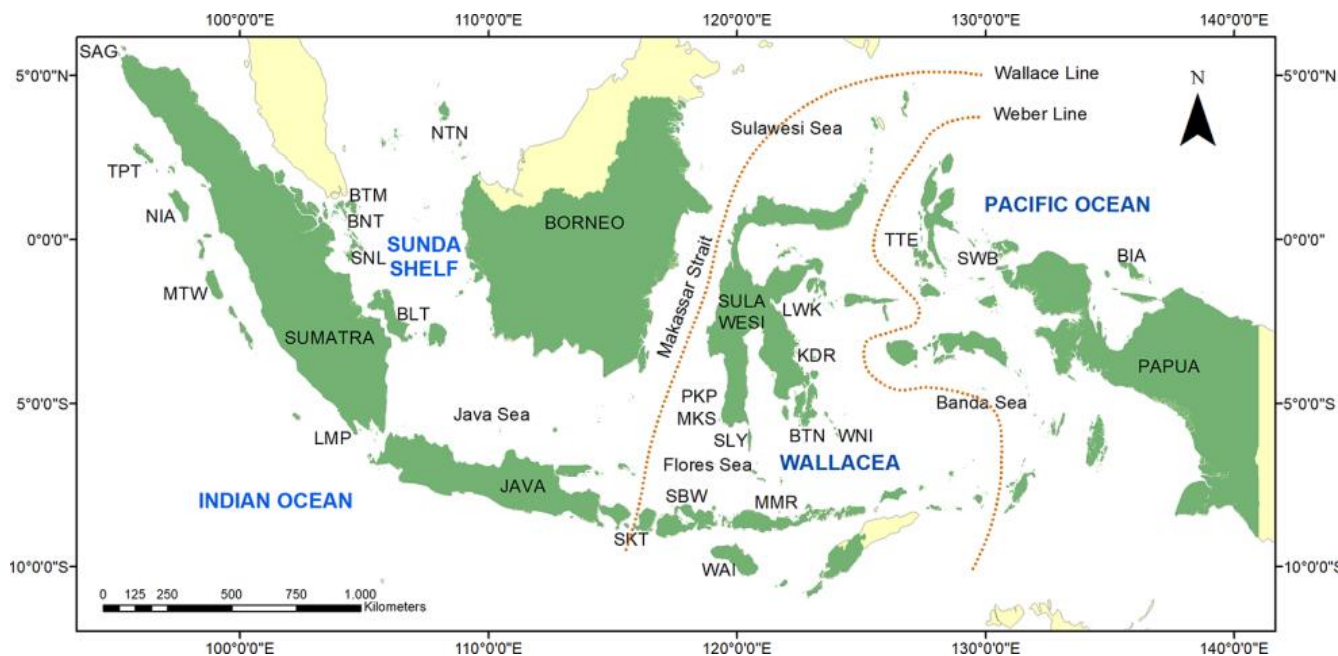 100°0'0"E 110°0'0"E 120°0'0"E 130°0'0"E 140°0'0"E
SAG
5°0'0"N
Wallace Line
N
5°0'0"N
NTN
Sulawesi Sea
Weber Line
TPT
BTM
NIA
BNT
BORNEO
PACIFIC OCEAN
0°0'0"
SUNDA
SHELF
Makassar Strait
TTE
SWB
BIA
0°0'0"
SNL
MTW
BLT
SULA
WESI
LWK
SUMATRA
KDR
PAPUA
5°0'0"S
Java Sea
PKP
MKS
Banda Sea
5°0'0"S
LMP
SLY
BTN
WNI
Flores Sea
WALLACEA
INDIAN OCEAN
JAVA
SBW
MMR
SKT
10°0'0"S
WAI
10°0'0"S
0 125 250 500 750 1.000
Kilometers
100°0'0"E 110°0'0"E 120°0'0"E 130°0'0"E 140°0'0"E